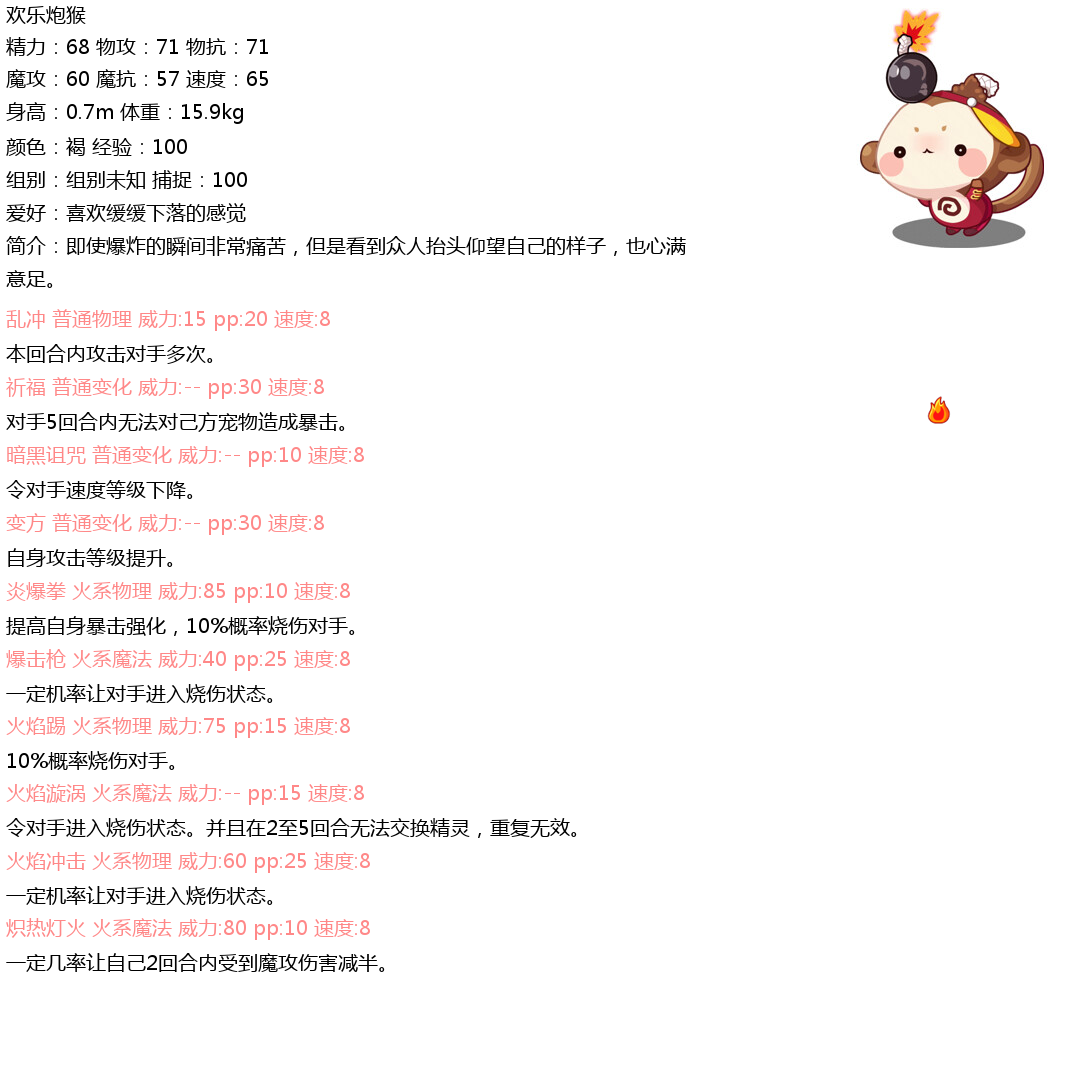 欢乐炮猴
精力：68 物攻：71 物抗：71
魔攻：60 魔抗：57 速度：65
身高：0.7m 体重：15.9kg
颜色：褐 经验：100
组别：组别未知 捕捉：100
爱好：喜欢缓缓下落的感觉
简介：即使爆炸的瞬间非常痛苦，但是看到众人抬头仰望自己的样子，也心满
意足。
乱冲 普通物理 威力:15 pp:20 速度:8
本回合内攻击对手多次。
祈福 普通变化 威力:-- pp:30 速度:8
对手5回合内无法对己方宠物造成暴击。
暗黑诅咒 普通变化 威力:-- pp:10 速度:8
令对手速度等级下降。
变方 普通变化 威力:-- pp:30 速度:8
自身攻击等级提升。
炎爆拳 火系物理 威力:85 pp:10 速度:8
提高自身暴击强化，10%概率烧伤对手。
爆击枪 火系魔法 威力:40 pp:25 速度:8
一定机率让对手进入烧伤状态。
火焰踢 火系物理 威力:75 pp:15 速度:8
10%概率烧伤对手。
火焰漩涡 火系魔法 威力:-- pp:15 速度:8
令对手进入烧伤状态。并且在2至5回合无法交换精灵，重复无效。
火焰冲击 火系物理 威力:60 pp:25 速度:8
一定机率让对手进入烧伤状态。
炽热灯火 火系魔法 威力:80 pp:10 速度:8
一定几率让自己2回合内受到魔攻伤害减半。